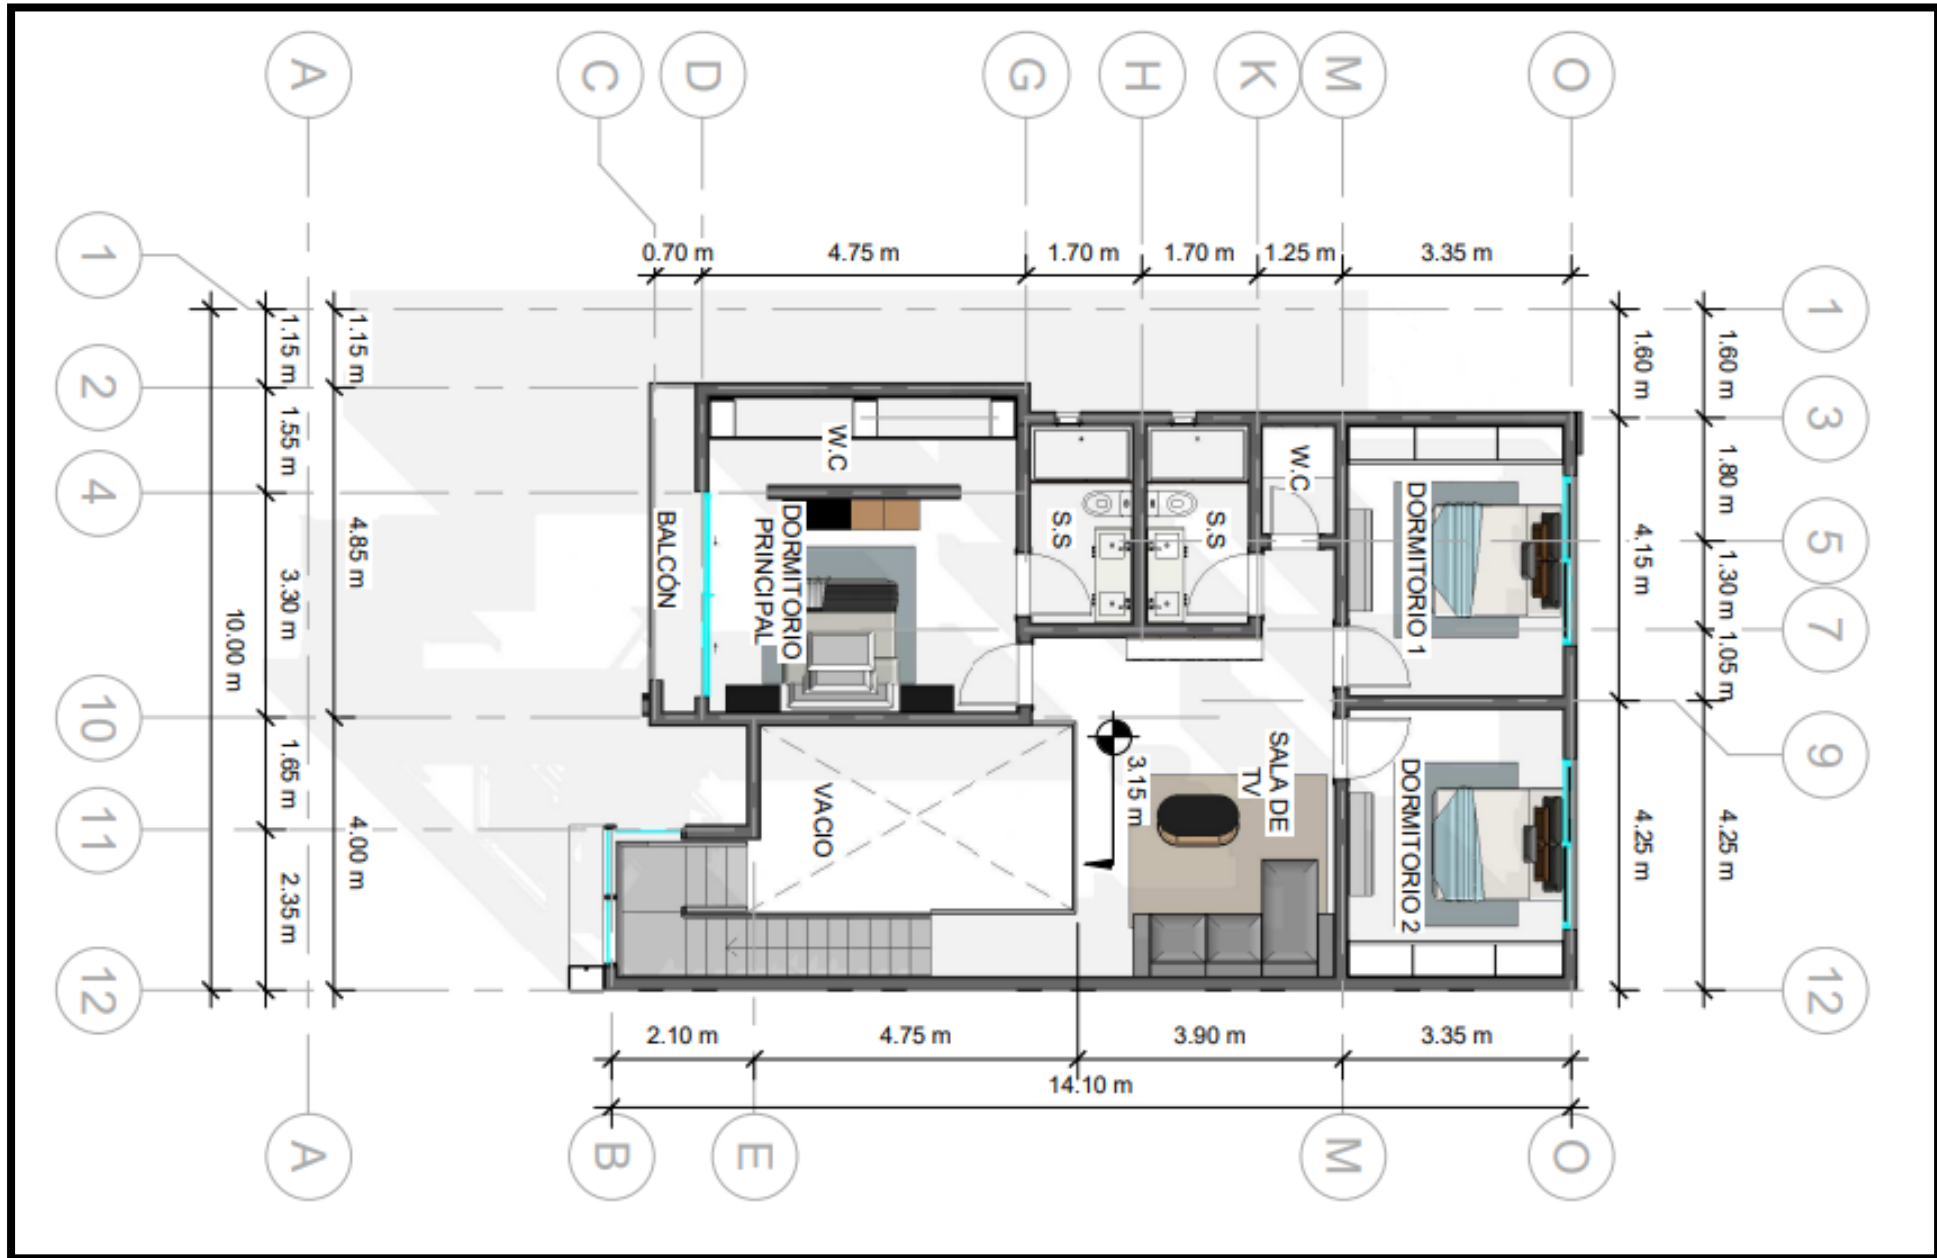 A
C
D
G
H
K
M
O
0.70 m
4.75 m
1.70 m
1.70 m
1.25 m
3.35 m
1
2
4
10
11
12
10.00 m
1.15 m
1.55 m
3.30 m
1.65 m
2.35 m
1.15 m
4.85 m
4.00 m
BALCÓN
W.C
DORMITORIO
PRINCIPAL
S.S
S.S
W.C
DORMITORIO 1
DORMITORIO 2
SALA DE
TV
3.15 m
VACIO
1.60 m
4.15 m
4.25 m
1.60 m
1.80 m
1.30 m
1.05 m
4.25 m
1
3
5
7
9
12
2.10 m
4.75 m
3.90 m
3.35 m
14.10 m
A
B
E
M
O